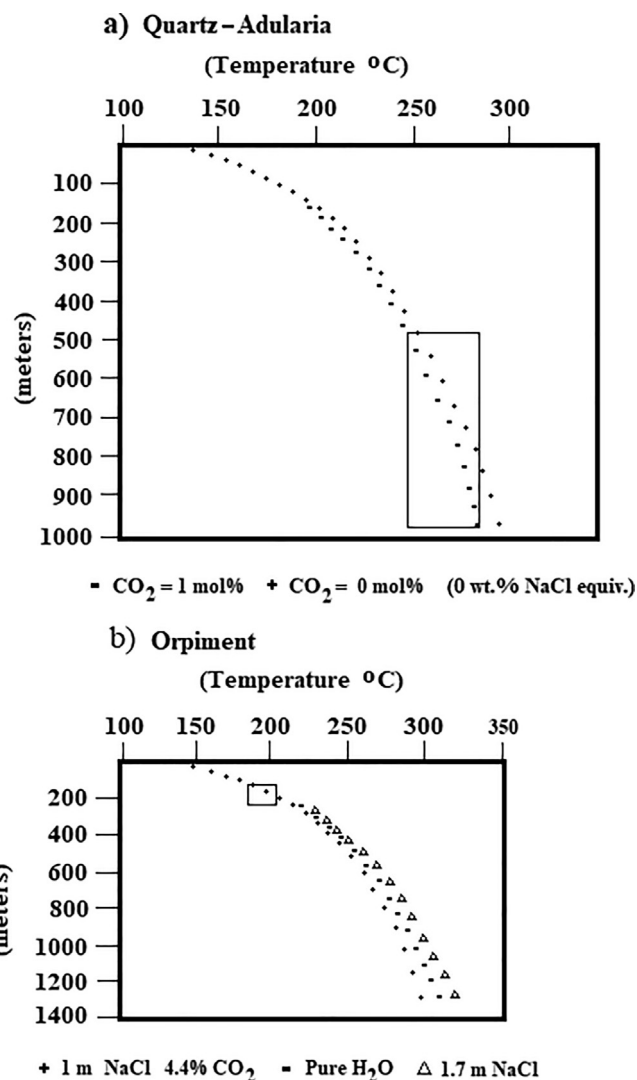 a) Quartz–Adularia
(Temperature °C)
100 150 200 250 300
100
200
300
400
500
600
700
800
900
1000
(meters)
- CO2 = 1 mol% + CO2 = 0 mol% (0 wt.% NaCl equiv.)
b) Orpiment
(Temperature °C)
100 150 200 250 300 350
200
400
600
800
1000
1200
1400
(meters)
+ 1 m NaCl 4.4% CO2 - Pure H2O △ 1.7 m NaCl